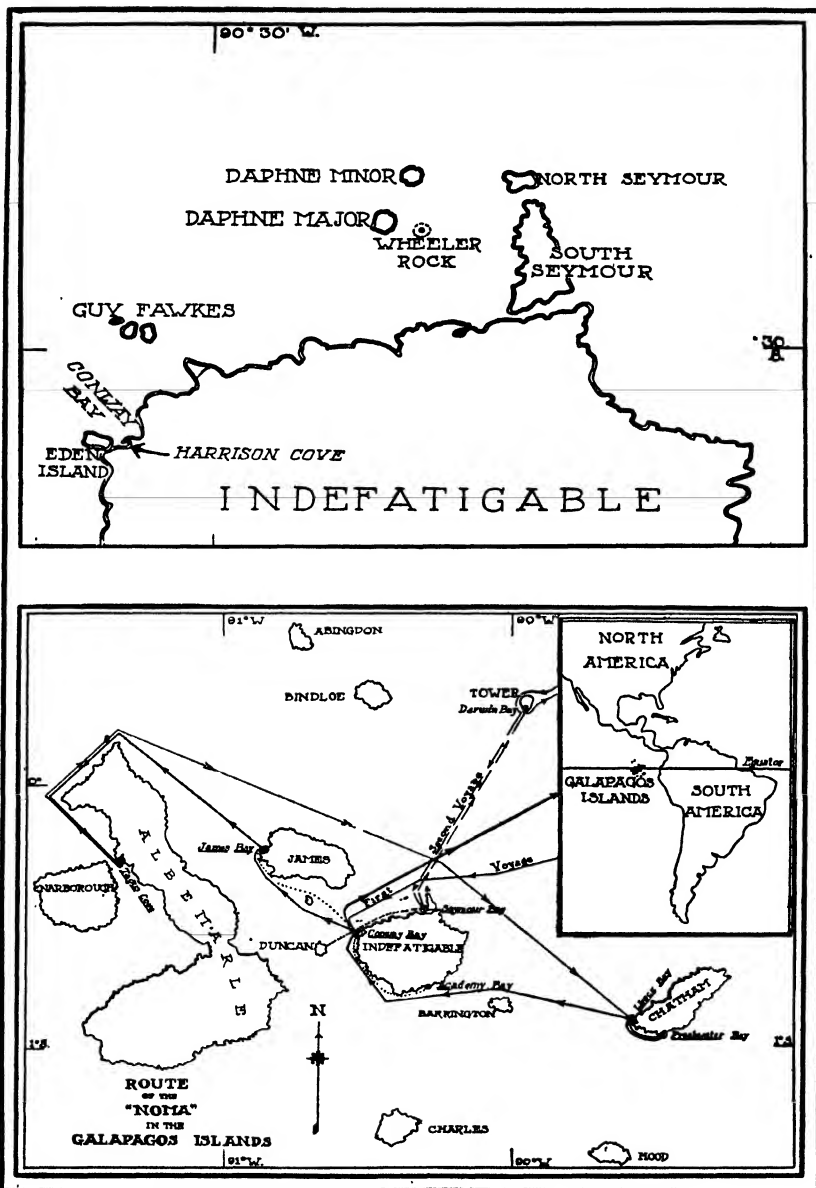 90° 30' W.
DAPHNE MINOR
NORTH SEYMOUR
DAPHNE MAJOR
WHEELER
ROCK
SOUTH
SEYMOUR
GUY FAWKES
CONWAY
BAY
EDEN
ISLAND
HARRISON COVE
INDEFATIGABLE
91° W
90° W
ABINGDON
BINDLOE
TOWER
Darwin Bay
NORTH
AMERICA
Equator
GALAPAGOS
ISLANDS
SOUTH
AMERICA
0°
Second Voyage
James Bay
JAMES
ALBEMARLE
NARBOROUGH
Tagus Cove
First
Voyage
D
Seymour Bay
Conway Bay
DUNCAN
INDEFATIGABLE
Academy Bay
BARRINGTON
CHATHAM
Freshwater Bay
N
1° S.
1° S.
ROUTE
OF THE
"NOMA"
IN THE
GALAPAGOS ISLANDS
CHARLES
HOOD
91° W.
90° W